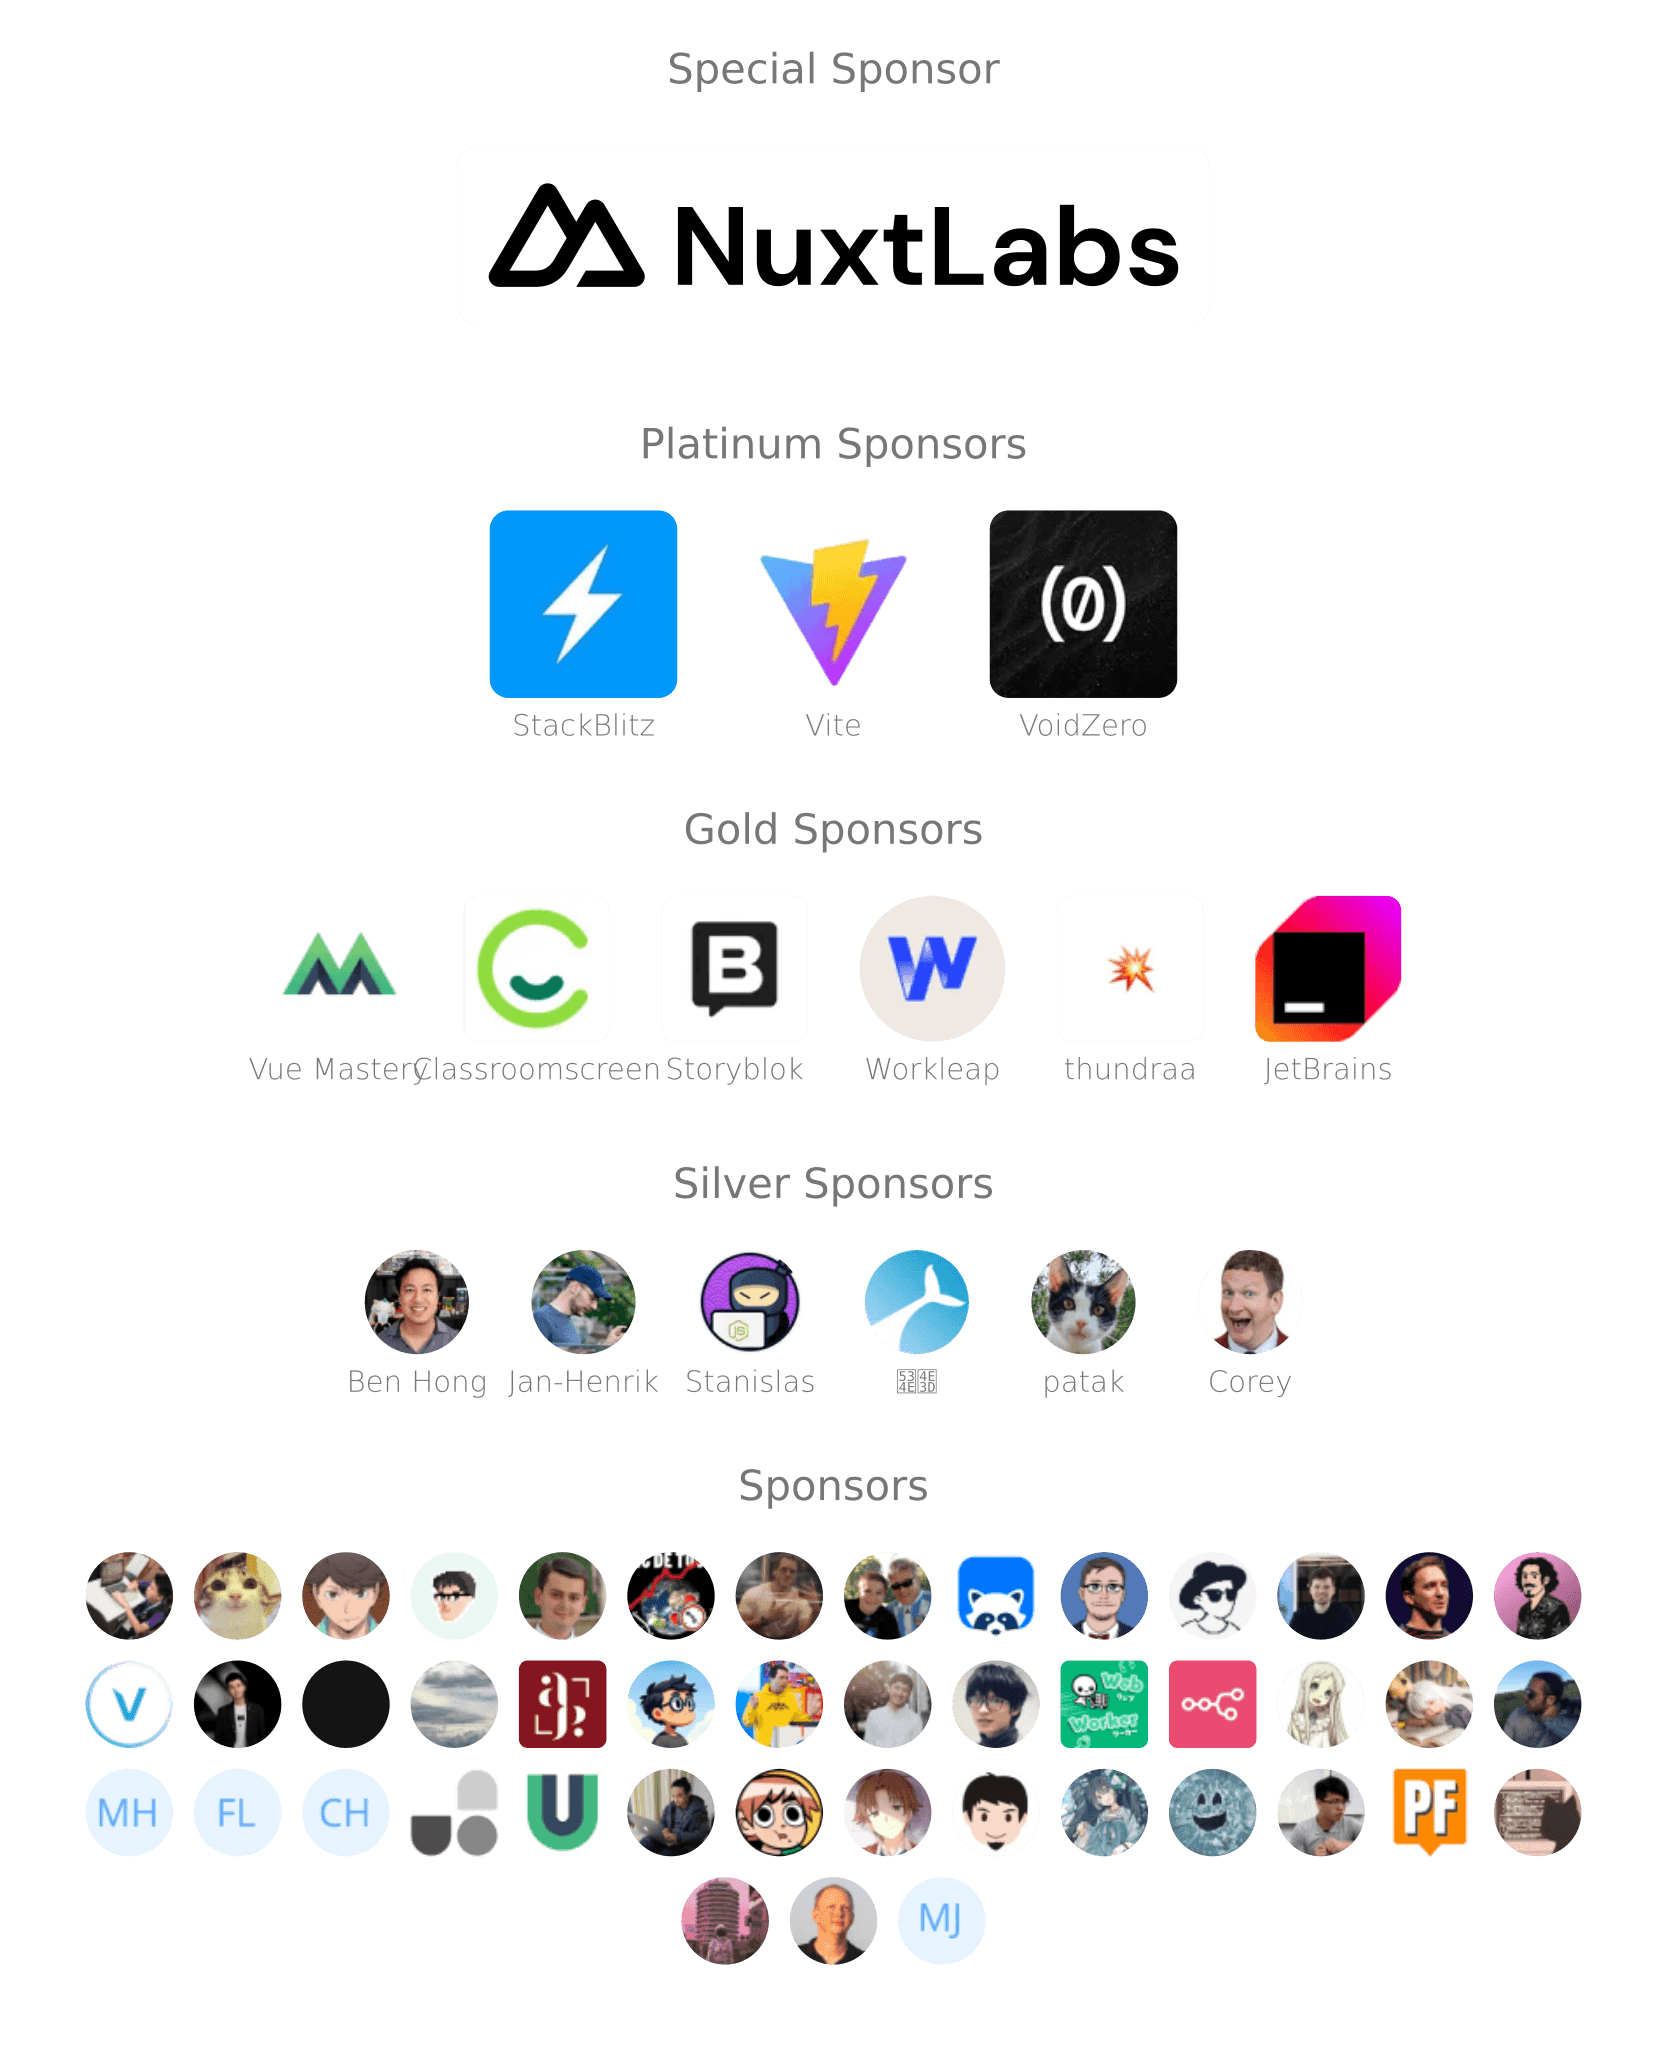 Special Sponsor
NuxtLabs
Platinum Sponsors
(0)
StackBlitz Vite VoidZero
Gold Sponsors
B W
Vue Mastery Classroomscreen Storyblok Workleap thundraa JetBrains
Silver Sponsors
JS
Ben Hong Jan-Henrik Stanislas patak Corey
Sponsors
V Web Worker
MH FL CH U PF
MJ